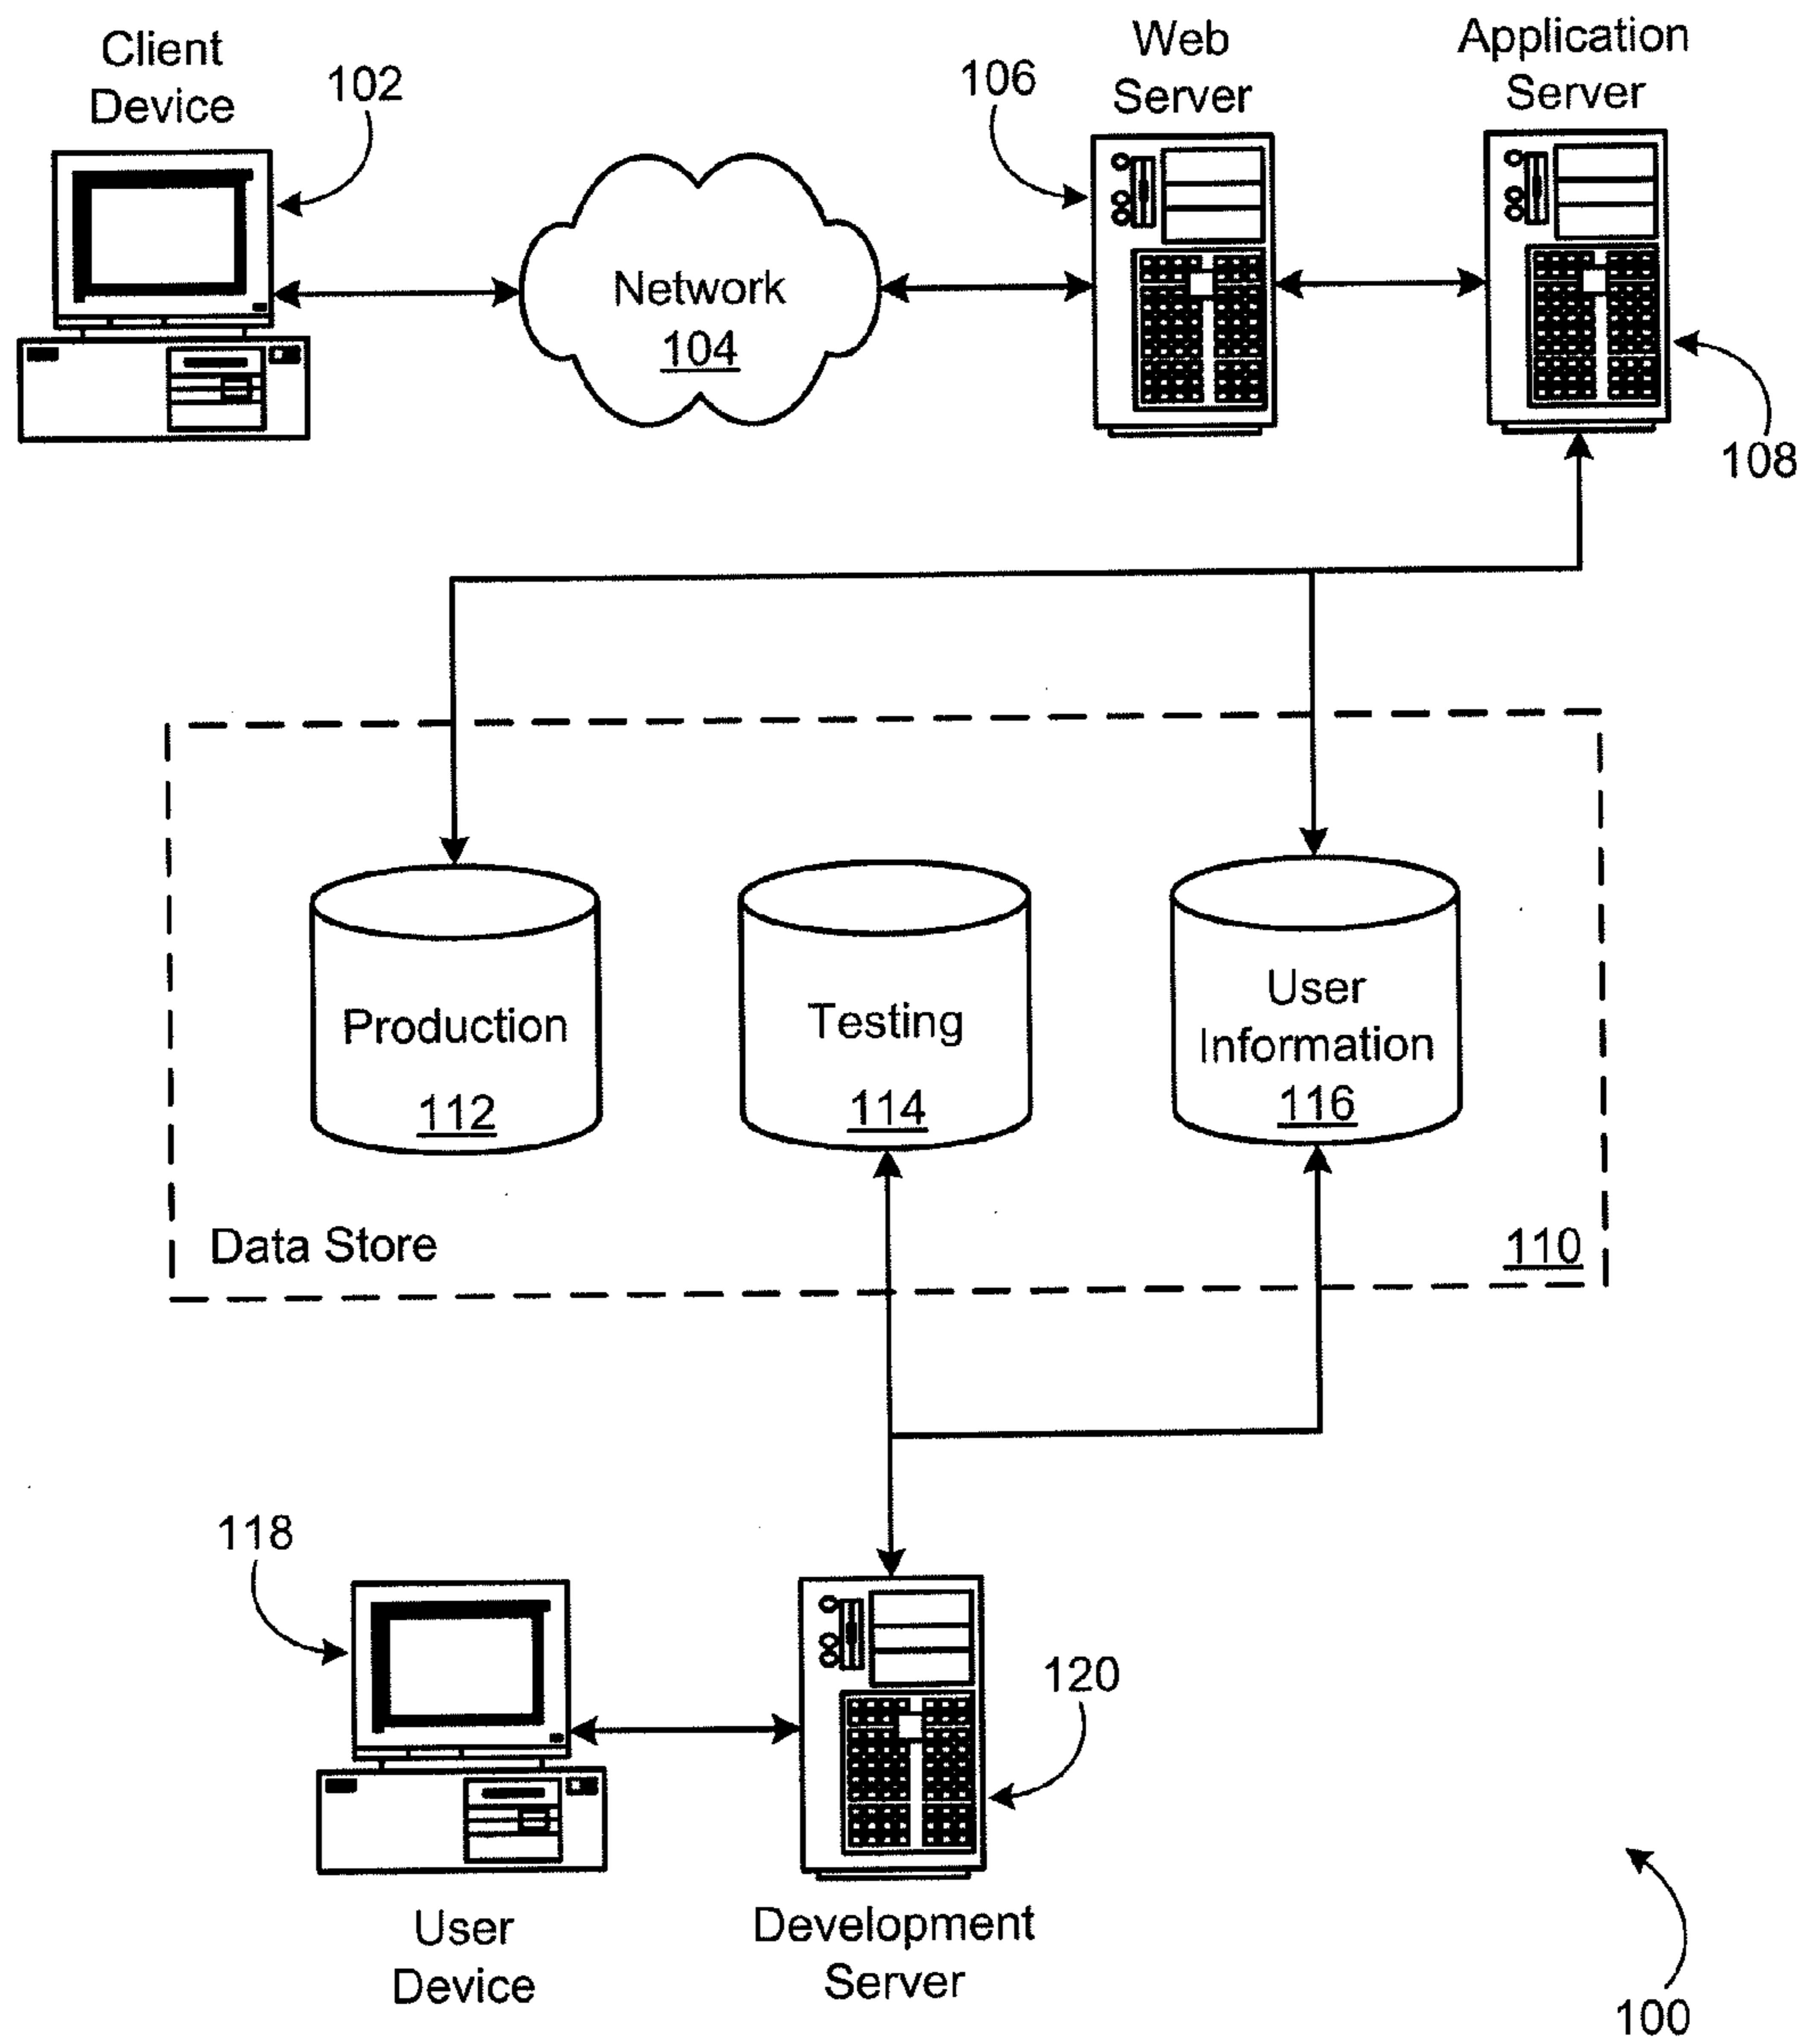 Client
Device
102
Network
104
106
Web
Server
Application
Server
108
Production
112
Testing
114
User
Information
116
Data Store
110
118
User
Device
120
Development
Server
100